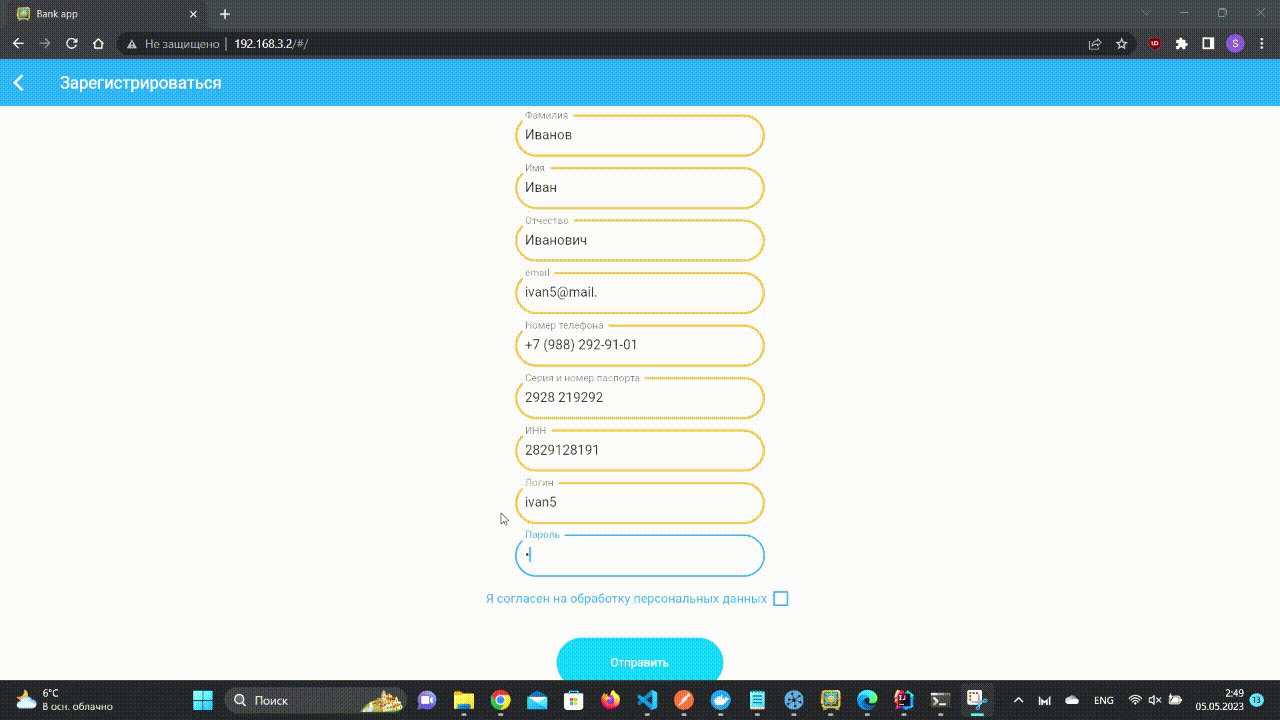 Bank app
Не защищено
192.168.3.2/#/
S
Зарегистрироваться
Фамилия
Иванов
Имя
Иван
Отчество
Иванович
email
ivan5@mail.
Номер телефона
+7 (988) 292-91-01
Серия и номер паспорта
2928 219292
ИНН
2829128191
Логин
ivan5
Пароль
•
Я согласен на обработку персональных данных
Отправить
6°C
В осн. облачно
Поиск
ENG
2:49
05.05.2023
13